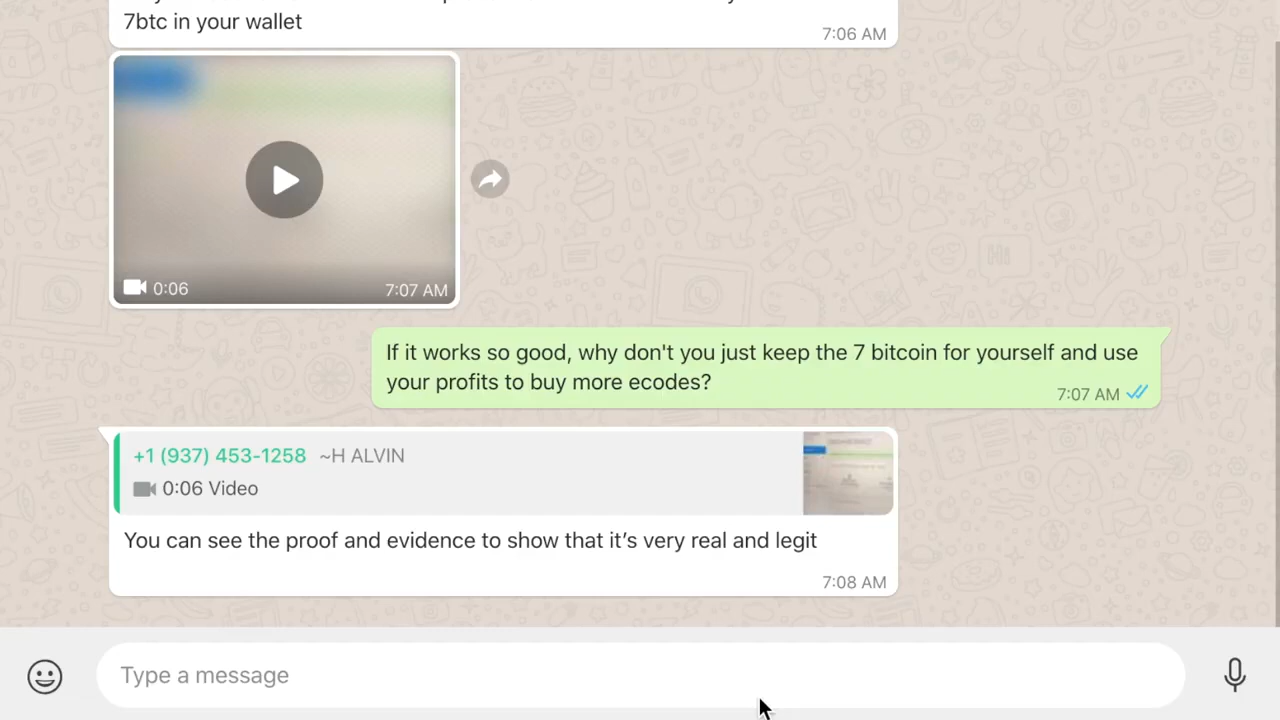 7btc in your wallet
7:06 AM
0:06
7:07 AM
If it works so good, why don't you just keep the 7 bitcoin for yourself and use
your profits to buy more ecodes?
7:07 AM
+1 (937) 453-1258 ~H ALVIN
0:06 Video
You can see the proof and evidence to show that it’s very real and legit
7:08 AM
Type a message